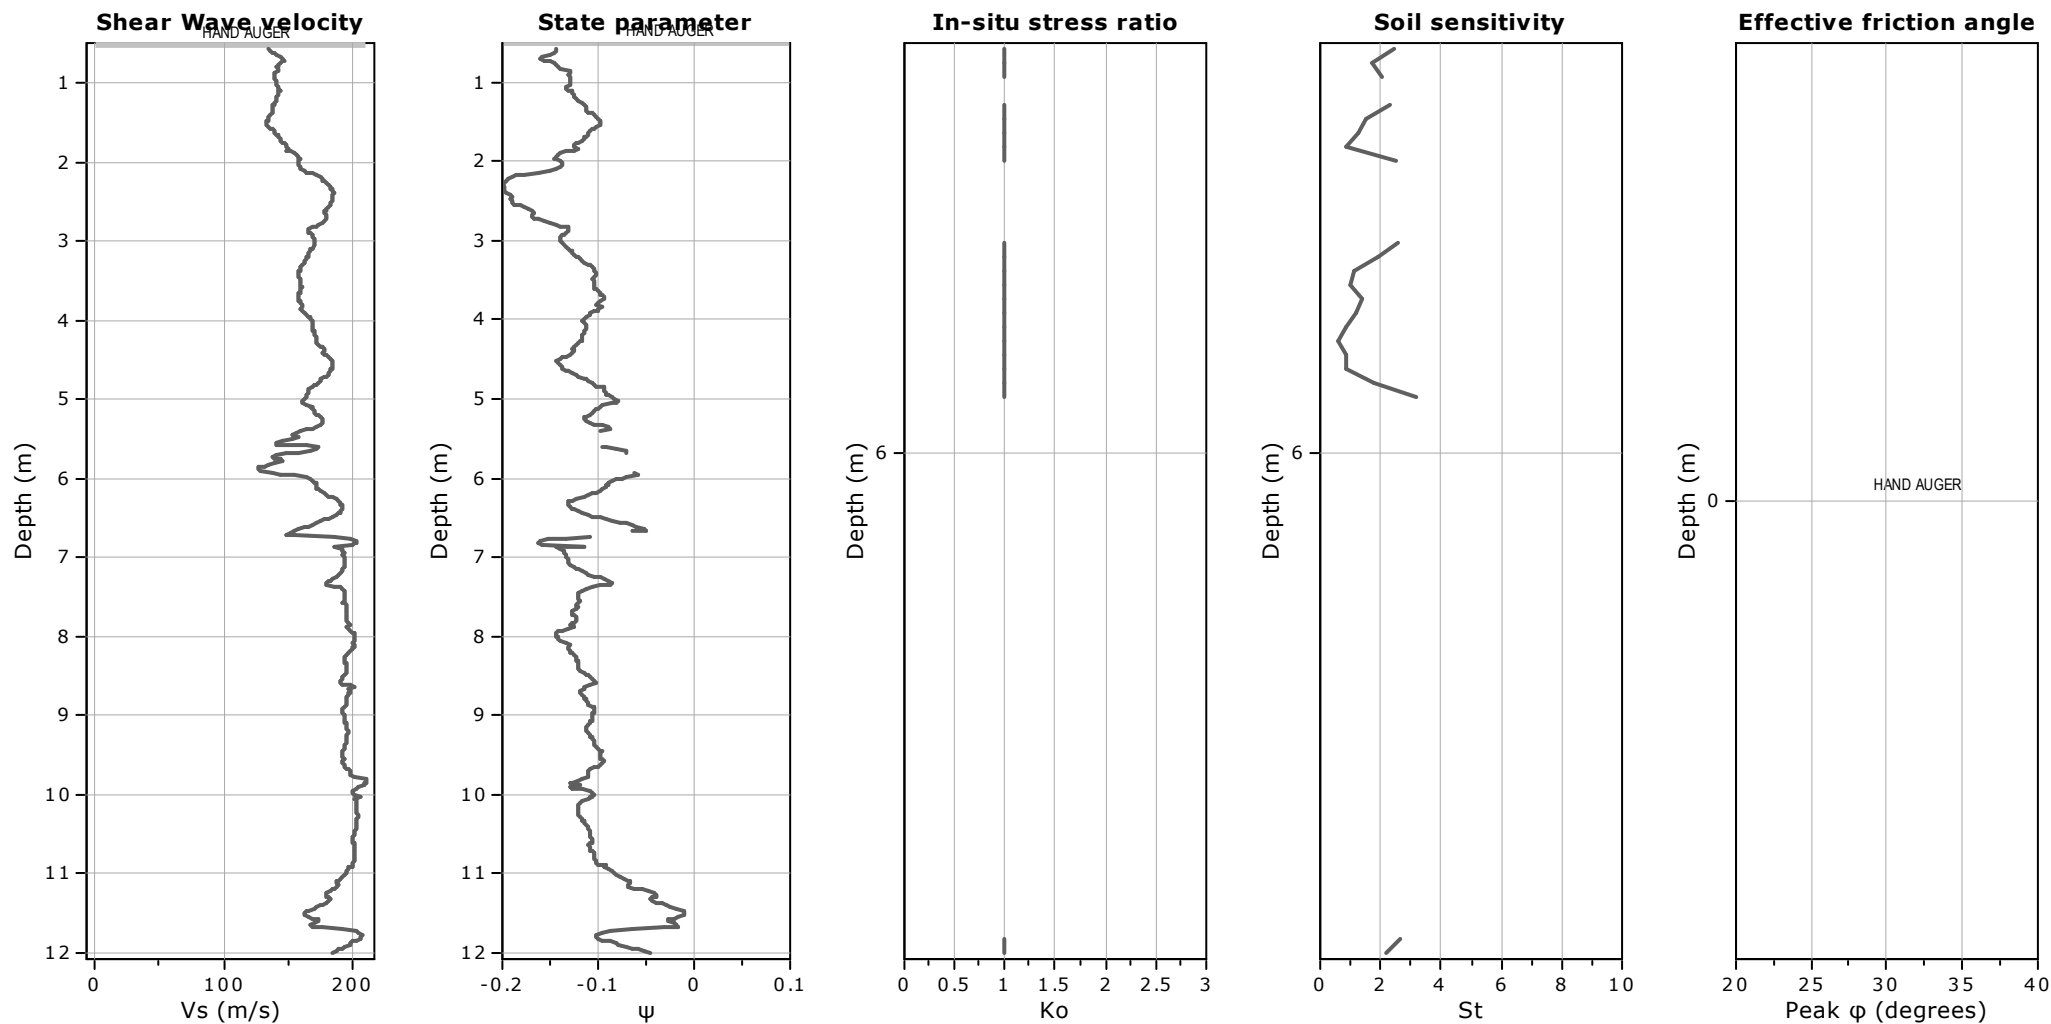 Shear Wave velocity
HAND AUGER
1
2
3
4
5
6
7
8
9
10
11
12
Depth (m)
0 100 200
Vs (m/s)
State parameter
HAND AUGER
1
2
3
4
5
6
7
8
9
10
11
12
Depth (m)
-0.2 -0.1 0 0.1
ψ
In-situ stress ratio
6
Depth (m)
0 0.5 1 1.5 2 2.5 3
Ko
Soil sensitivity
6
Depth (m)
0 2 4 6 8 10
St
Effective friction angle
HAND AUGER
0
Depth (m)
20 25 30 35 40
Peak φ (degrees)